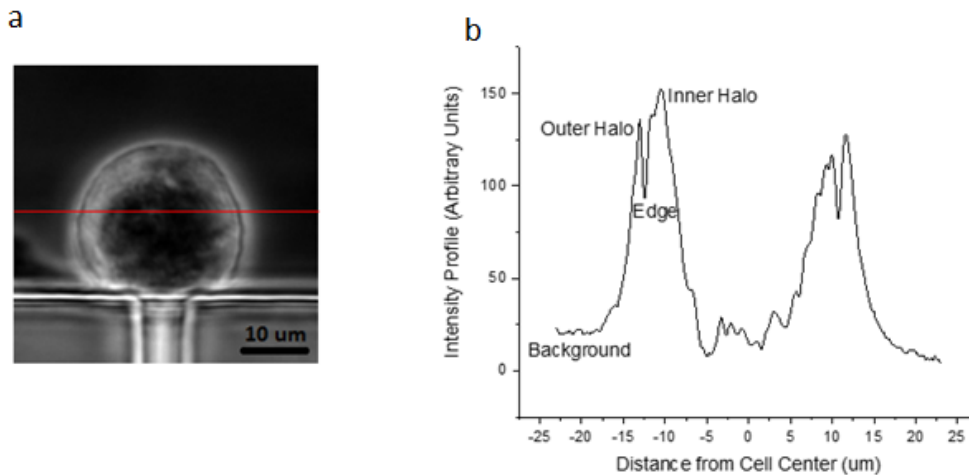 a
10 um
b
Intensity Profile (Arbitrary Units)
150
100
50
0
Outer Halo
Inner Halo
Edge
Background
-25 -20 -15 -10 -5 0 5 10 15 20 25
Distance from Cell Center (um)